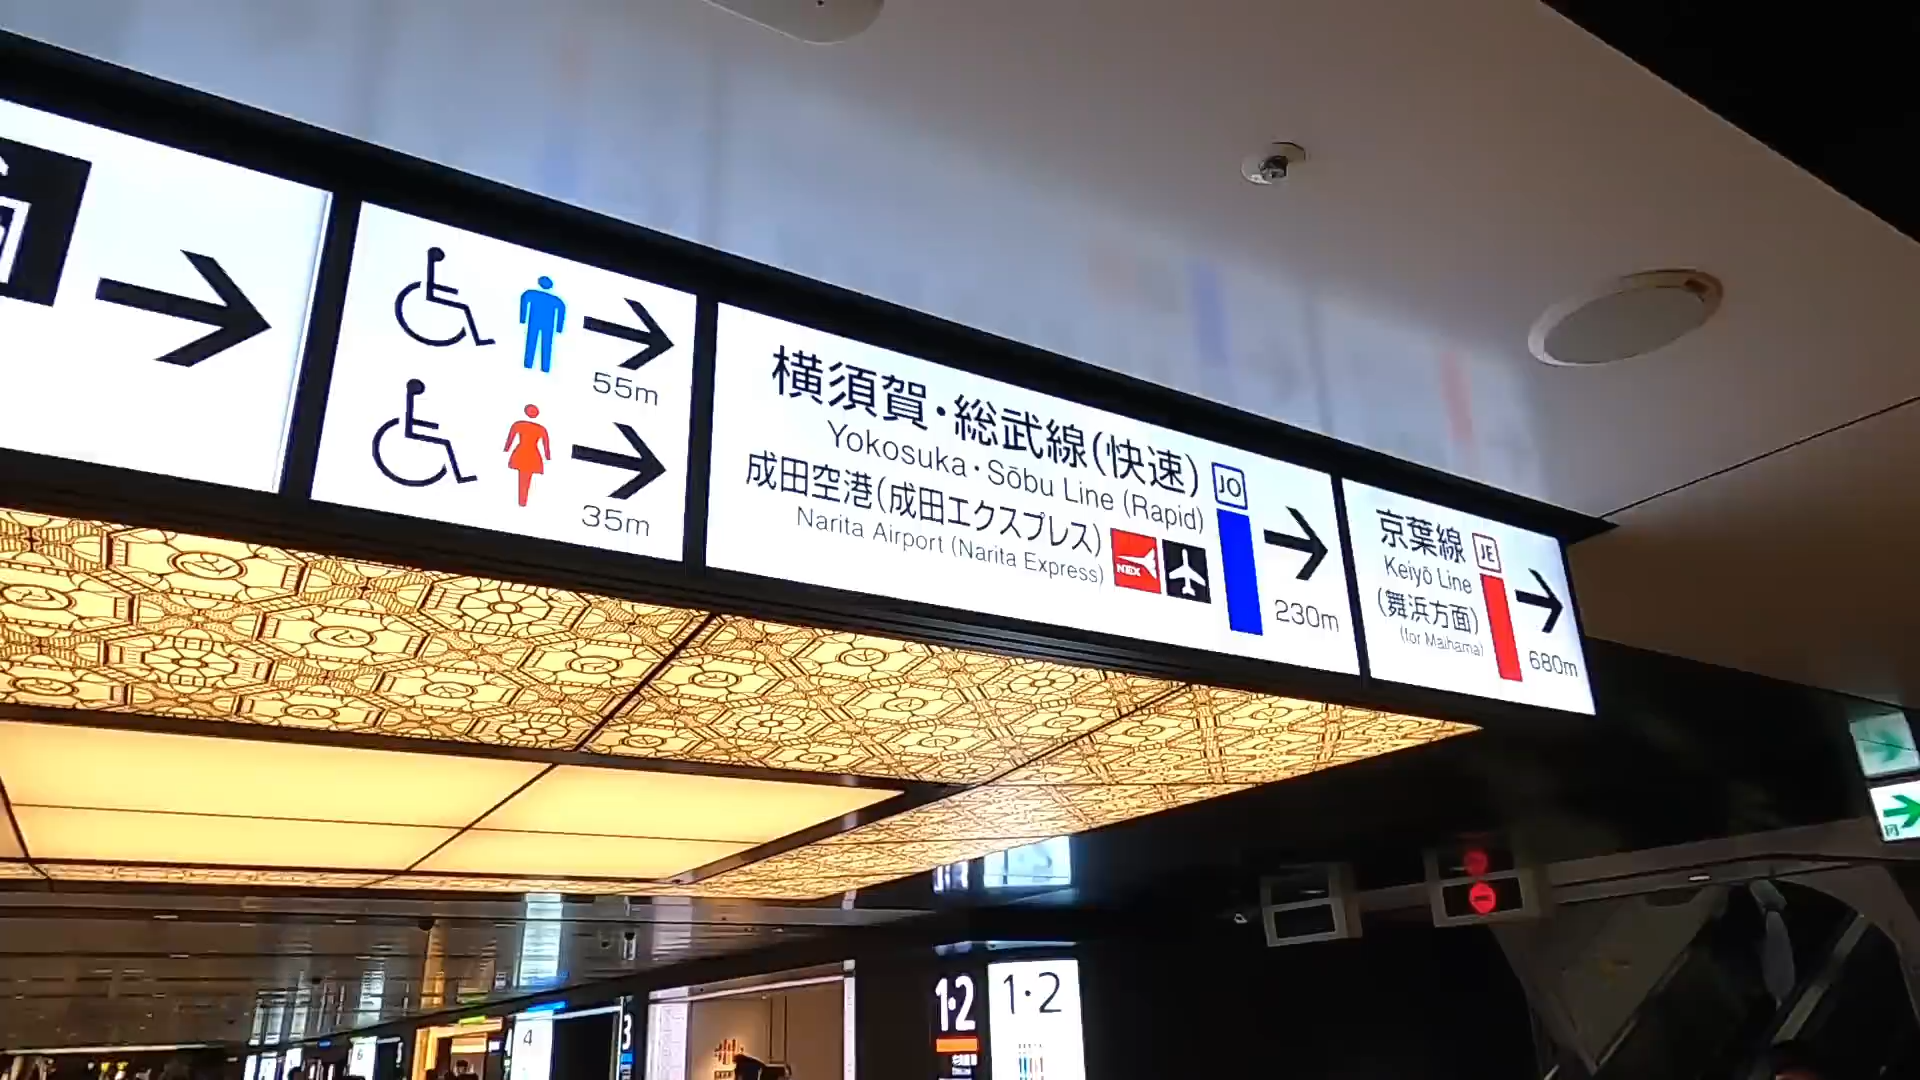 55m
35m
横須賀・総武線(快速)
Yokosuka・Sōbu Line (Rapid)
JO
成田空港(成田エクスプレス)
Narita Airport (Narita Express)
NEX
230m
京葉線
JE
Keiyō Line
(舞浜方面)
(for Maihama)
680m
1・2
1・2
3
4
6